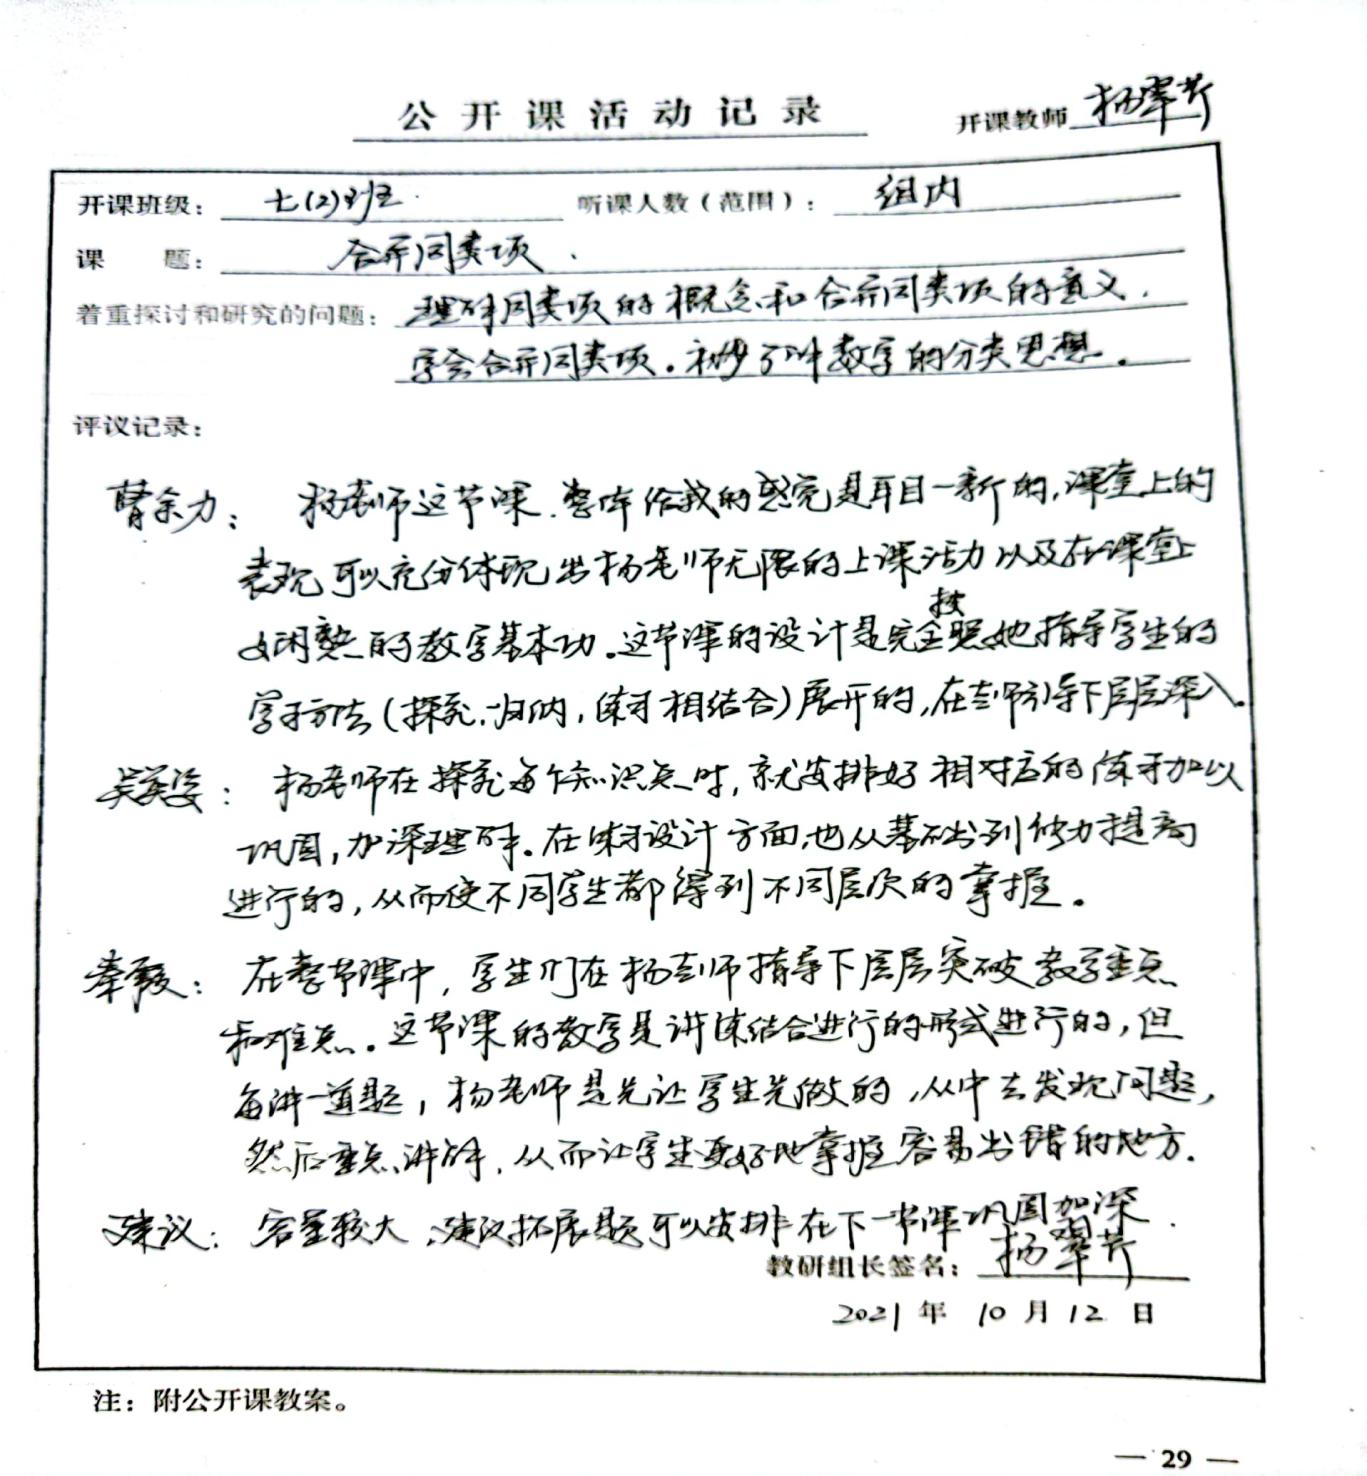 公开课活动记录
开课教师 杨翠芹
开课班级： 七(2)班
听课人数（范围）： 组内
课 题： 合并同类项.
着重探讨和研究的问题： 理解同类项的概念和合并同类项的意义.
学会合并同类项。初步了解数学的分类思想。
评议记录：
曹余力： 杨老师这节课.整体给我的感觉是耳目一新的,课堂上的
表现可以充份体现出杨老师无限的上课活力以及在课堂上
娴熟的教学基本功。这节课的设计是完全按照她指导学生的
学习方法(探究.归纳,练习相结合)展开的,在老师引导下层层深入.
吴英姿： 杨老师在探究每个知识点时,就安排好相对应的练习加以
巩固,加深理解.在练习设计方面,也从基础到能力提高
进行的,从而使不同学生都得到不同层次的掌握。
秦霞： 在整节课中,学生们在杨老师指导下层层突破教学重点
和难点。这节课的教学是讲练结合进行的形式进行的,但
每讲一道题,杨老师是先让学生先做的,从中去发现问题,
然后重点讲解,从而让学生更好地掌握容易出错的地方.
建议： 容量较大,建议拓展题可以安排在下一节课巩固加深.
教研组长签名： 杨翠芹
2021年10月12日
注：附公开课教案。
— 29 —